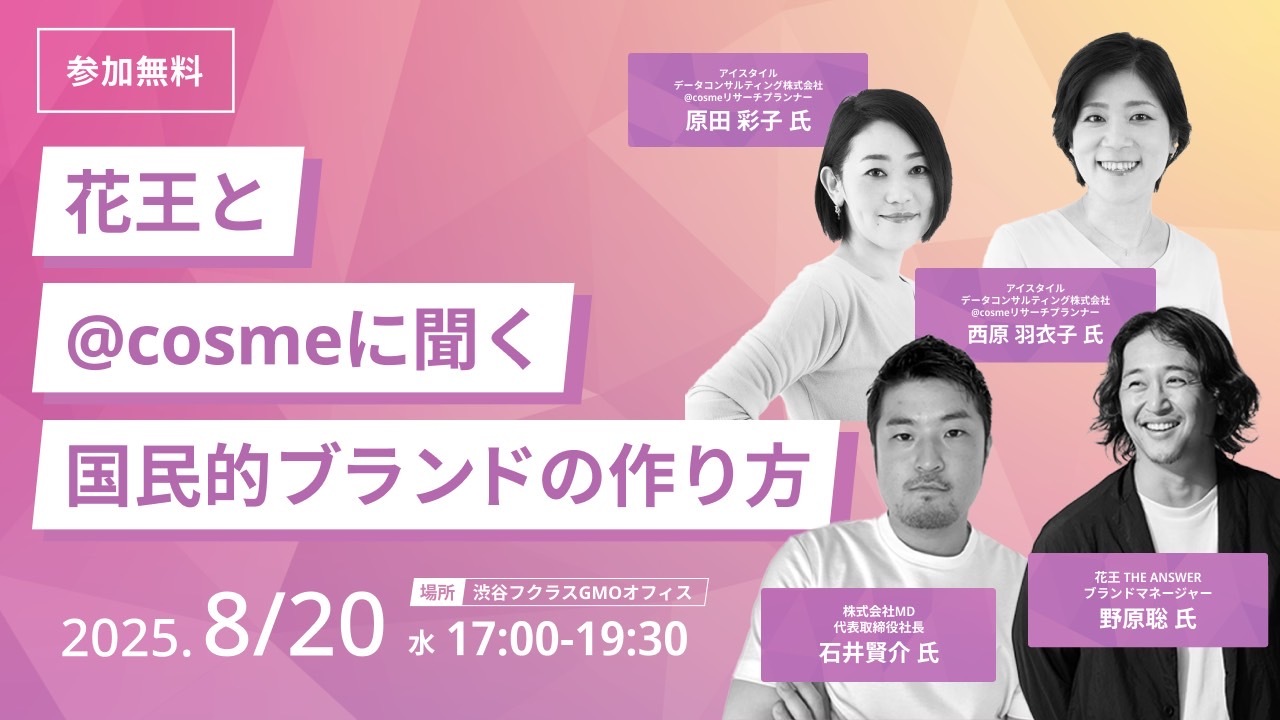 参加無料
花王と
@cosmeに聞く
国民的ブランドの作り方
2025. 8/20
場所 渋谷フクラスGMOオフィス
水 17:00-19:30
アイスタイル
データコンサルティング株式会社
@cosmeリサーチプランナー
原田 彩子 氏
アイスタイル
データコンサルティング株式会社
@cosmeリサーチプランナー
西原 羽衣子 氏
株式会社MD
代表取締役社長
石井賢介 氏
花王 THE ANSWER
ブランドマネージャー
野原聡 氏